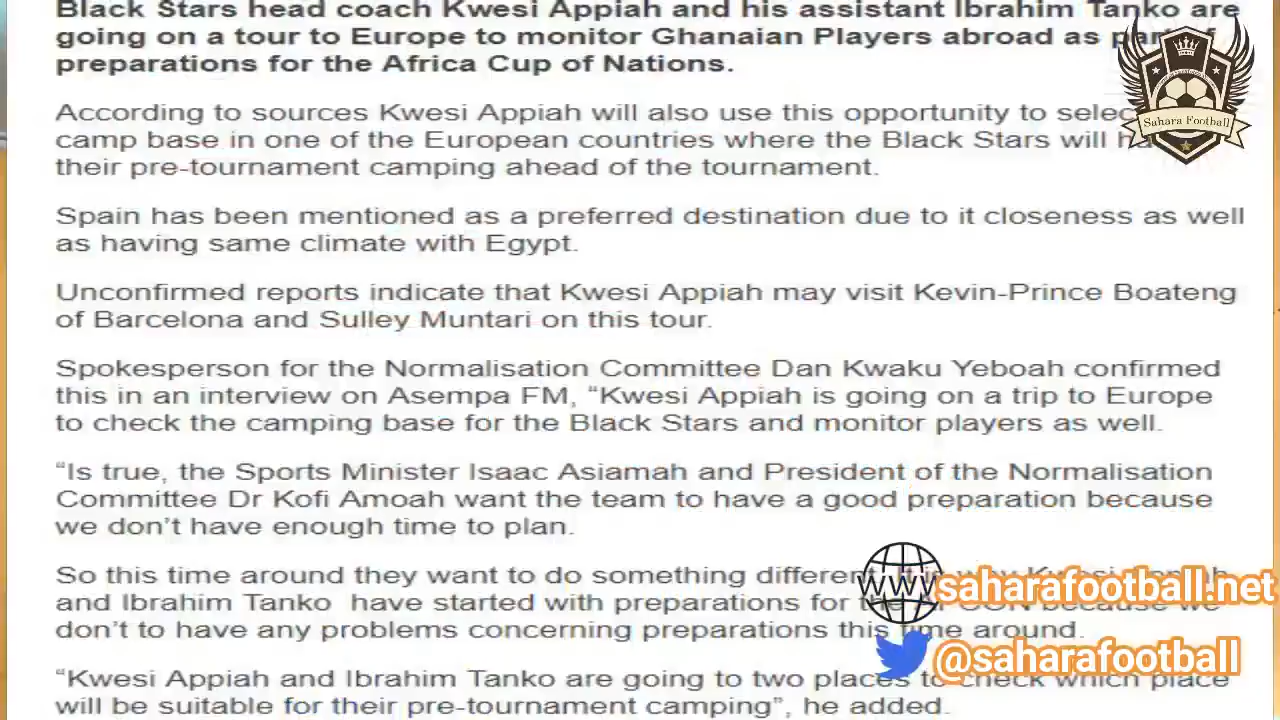 Black Stars head coach Kwesi Appiah and his assistant Ibrahim Tanko are
going on a tour to Europe to monitor Ghanaian Players abroad as part of
preparations for the Africa Cup of Nations.
According to sources Kwesi Appiah will also use this opportunity to select
camp base in one of the European countries where the Black Stars will have
their pre-tournament camping ahead of the tournament.
Spain has been mentioned as a preferred destination due to it closeness as well
as having same climate with Egypt.
Unconfirmed reports indicate that Kwesi Appiah may visit Kevin-Prince Boateng
of Barcelona and Sulley Muntari on this tour.
Spokesperson for the Normalisation Committee Dan Kwaku Yeboah confirmed
this in an interview on Asempa FM, “Kwesi Appiah is going on a trip to Europe
to check the camping base for the Black Stars and monitor players as well.
“Is true, the Sports Minister Isaac Asiamah and President of the Normalisation
Committee Dr Kofi Amoah want the team to have a good preparation because
we don’t have enough time to plan.
So this time around they want to do something different Kwesi Appiah
and Ibrahim Tanko have started with preparations for the because we
don’t to have any problems concerning preparations this time around.
“Kwesi Appiah and Ibrahim Tanko are going to two places to check which place
will be suitable for their pre-tournament camping”, he added.
Sahara Football
WWW
saharafootball.net
@saharafootball